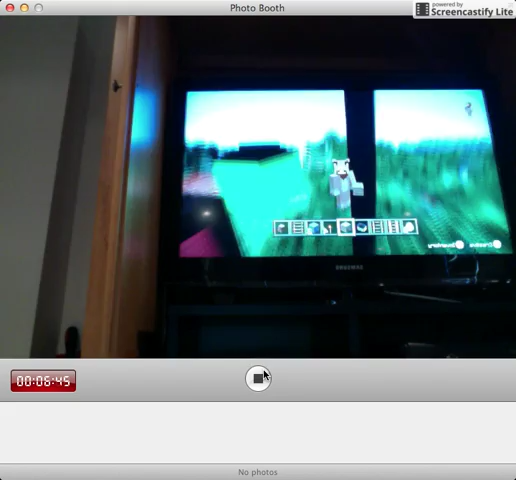 Photo Booth
powered by
Screencastify Lite
SAMSUNG
00:06:45
No photos